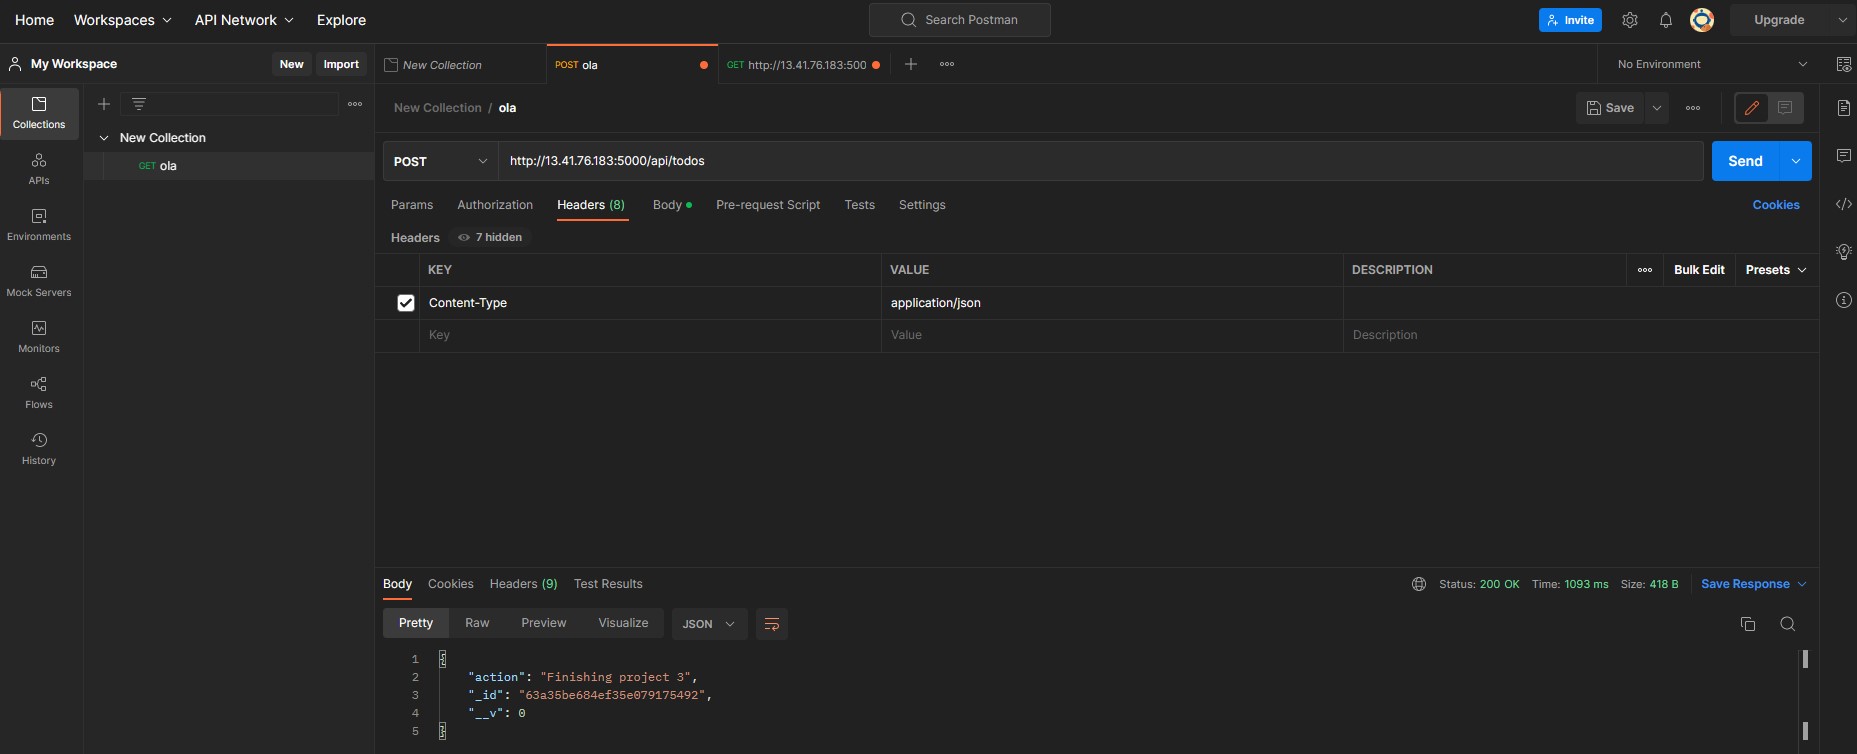 Home Workspaces API Network Explore Search Postman Invite Upgrade
My Workspace New Import
New Collection POST ola GET http://13.41.76.183:500 No Environment
Collections
APIs
Environments
Mock Servers
Monitors
Flows
History
New Collection
GET ola
New Collection / ola Save
POST http://13.41.76.183:5000/api/todos Send
Params Authorization Headers (8) Body Pre-request Script Tests Settings Cookies
Headers 7 hidden
KEY VALUE DESCRIPTION Bulk Edit Presets
Content-Type application/json
Key Value Description
Body Cookies Headers (9) Test Results Status: 200 OK Time: 1093 ms Size: 418 B Save Response
Pretty Raw Preview Visualize JSON
1 {
2 "action": "Finishing project 3",
3 "_id": "63a35be684ef35e079175492",
4 "__v": 0
5 }